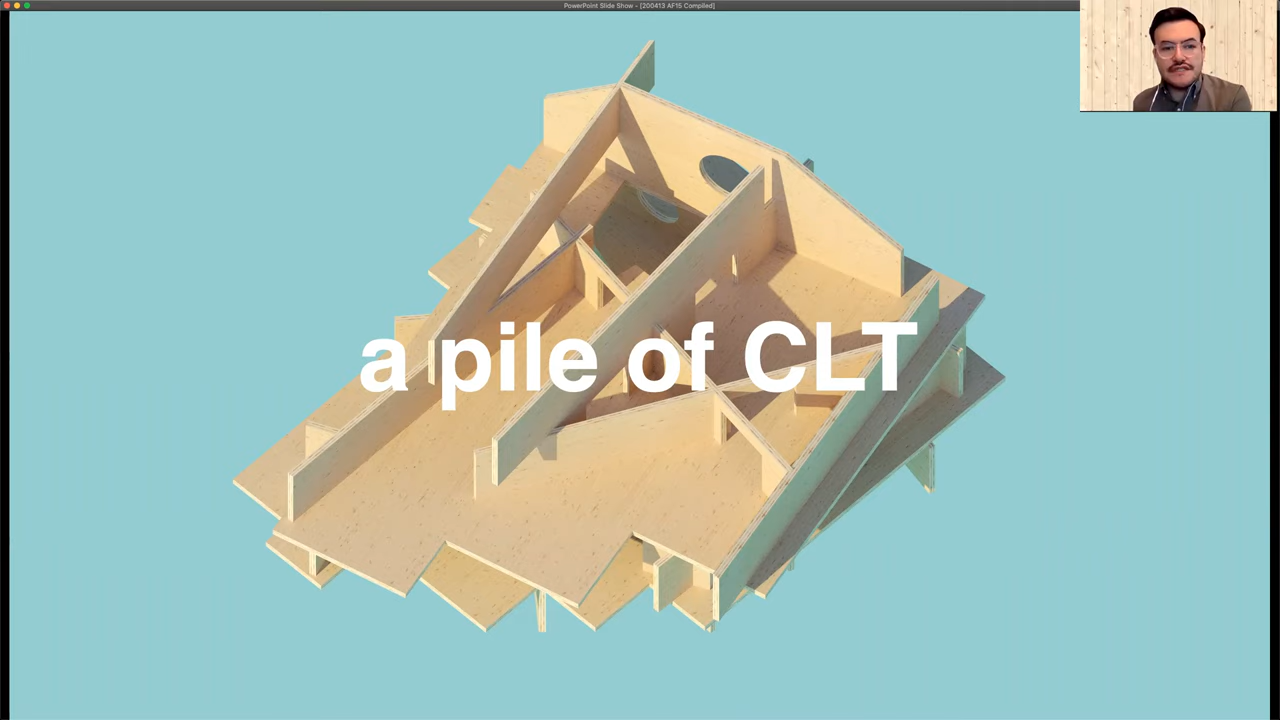 PowerPoint Slide Show - [200413 AF15 Compiled]
a pile of CLT